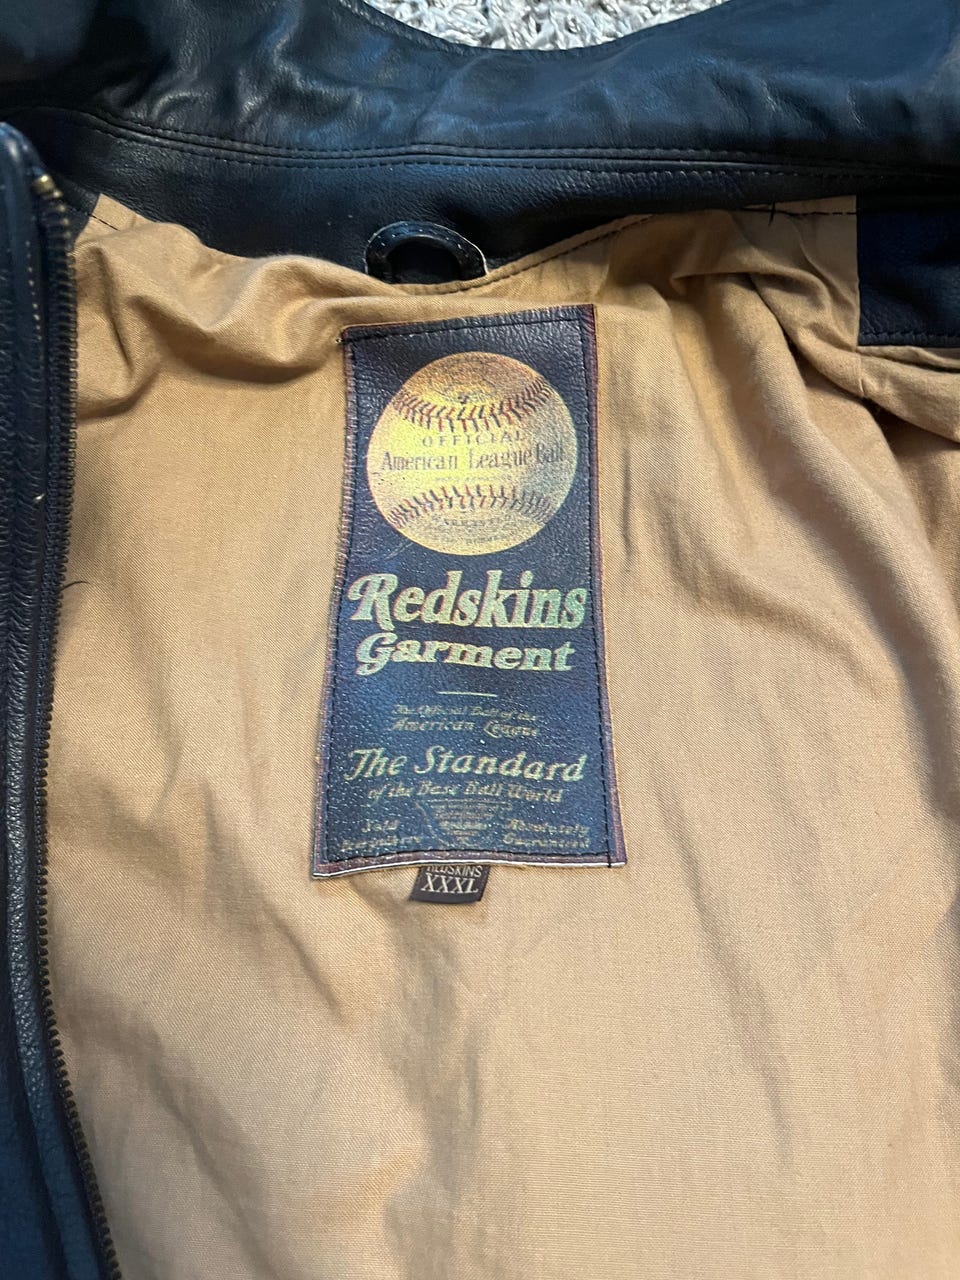 OFFICIAL
American League Ball
Redskins
Garment
The Official Ball of the
American League
The Standard
of the Base Ball World
Sold
Everywhere
Absolutely
Guaranteed
REDSKINS
XXXL